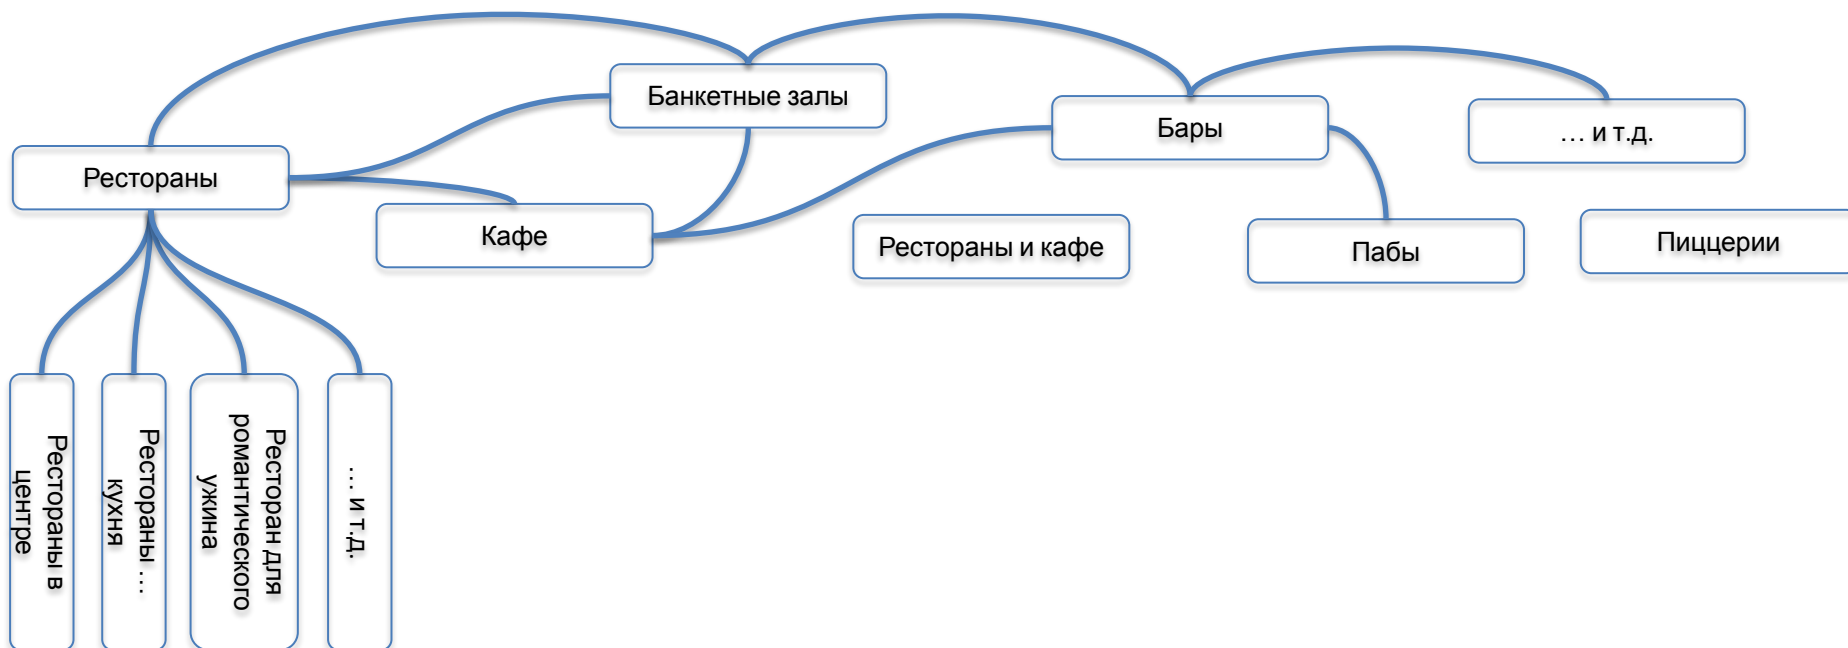 Банкетные залы
Бары
… и т.д.
Рестораны
Кафе
Рестораны и кафе
Пабы
Пиццерии
Рестораны в
центре
Рестораны …
кухня
Ресторан для
романтического
ужина
… и т.д.